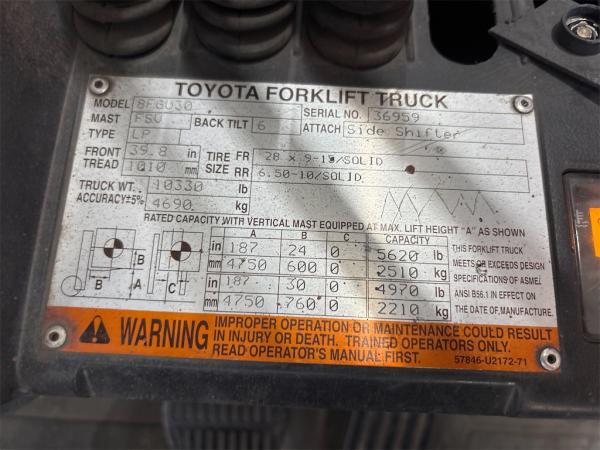 TOYOTA FORKLIFT TRUCK
MODEL 8FGU30 SERIAL NO. 36959
MAST FSV BACK TILT 6 ATTACH Side Shifter
TYPE LP
FRONT TREAD 39.8 in TIRE SIZE FR 28 x 9-15/SOLID
1010 mm RR 6.50-10/SOLID
TRUCK WT. 10330 lb
ACCURACY±5% 4690 kg
RATED CAPACITY WITH VERTICAL MAST EQUIPPED AT MAX. LIFT HEIGHT "A" AS SHOWN
A B C CAPACITY
in 187 24 0 5620 lb
mm 4750 600 0 2510 kg
in 187 30 0 4970 lb
mm 4750 760 0 2210 kg
B A C B
THIS FORKLIFT TRUCK
MEETS OR EXCEEDS DESIGN
SPECIFICATIONS OF ASME/
ANSI B56.1 IN EFFECT ON
THE DATE OF MANUFACTURE.
WARNING
IMPROPER OPERATION OR MAINTENANCE COULD RESULT
IN INJURY OR DEATH. TRAINED OPERATORS ONLY.
READ OPERATOR'S MANUAL FIRST.
57846-U2172-71